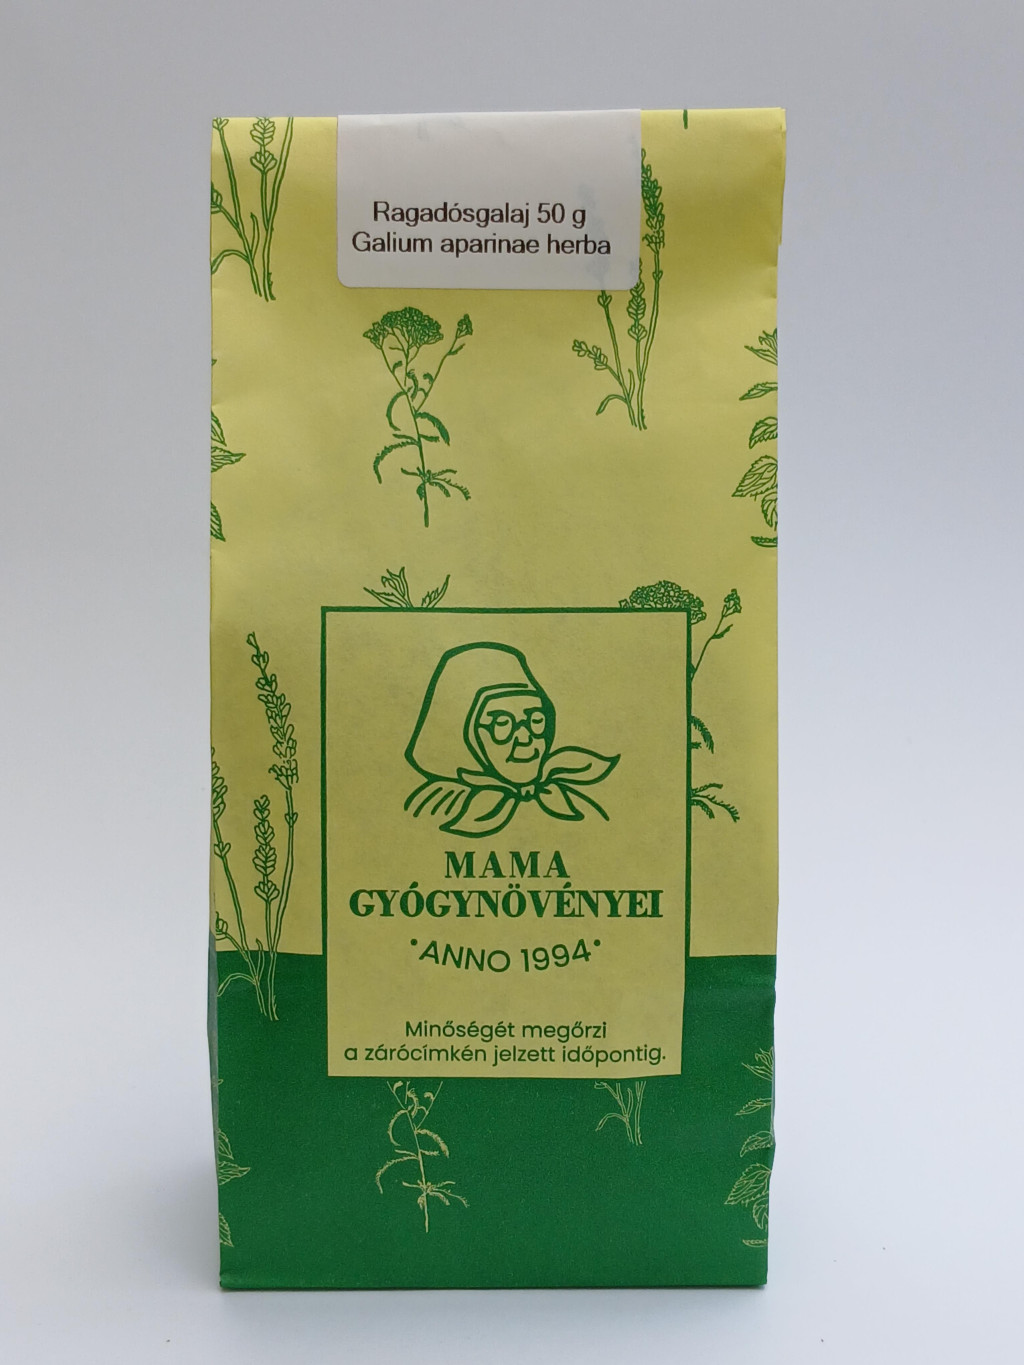 Ragadósgalaj 50 g
Galium aparinae herba
MAMA
GYÓGYNÖVÉNYEI
•ANNO 1994•
Minőségét megőrzi
a zárócímkén jelzett időpontig.